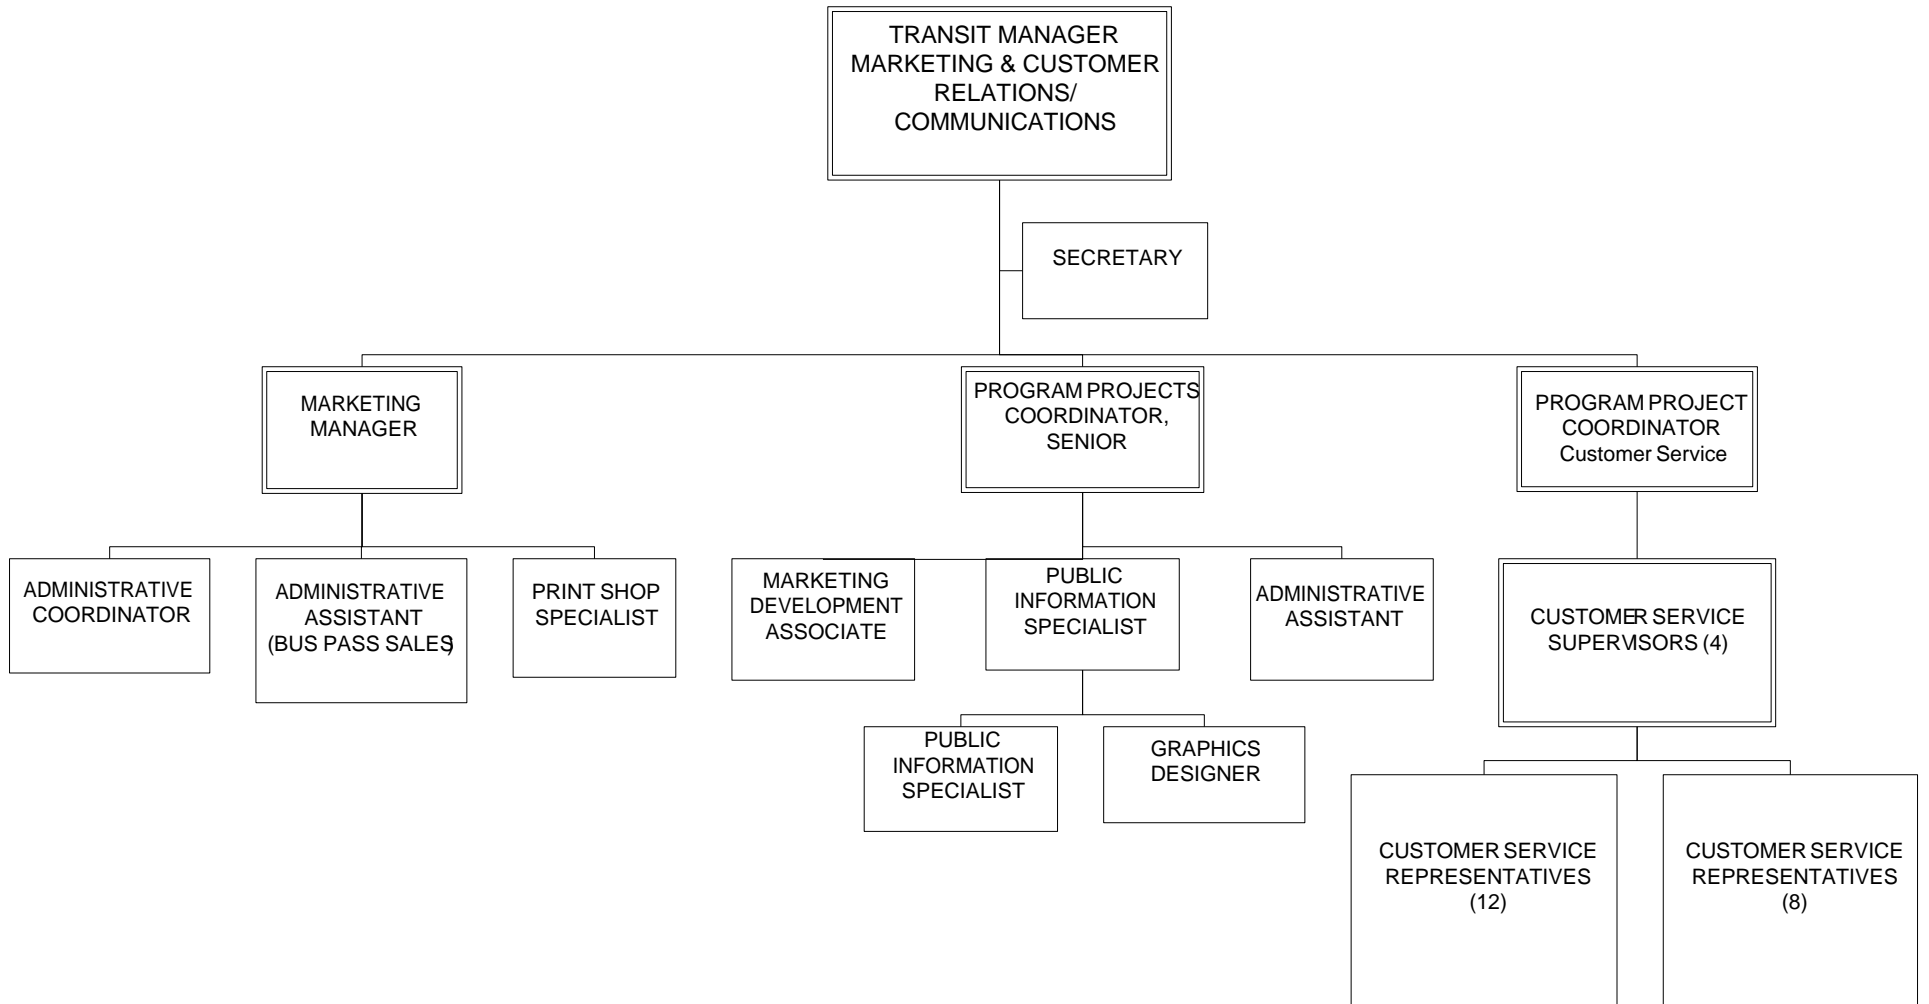 TRANSIT MANAGER
MARKETING & CUSTOMER
RELATIONS/
COMMUNICATIONS
SECRETARY
MARKETING
MANAGER
PROGRAM PROJECTS
COORDINATOR,
SENIOR
PROGRAM PROJECT
COORDINATOR
Customer Service
ADMINISTRATIVE
COORDINATOR
ADMINISTRATIVE
ASSISTANT
(BUS PASS SALES)
PRINT SHOP
SPECIALIST
MARKETING
DEVELOPMENT
ASSOCIATE
PUBLIC
INFORMATION
SPECIALIST
ADMINISTRATIVE
ASSISTANT
CUSTOMER SERVICE
SUPERVISORS (4)
PUBLIC
INFORMATION
SPECIALIST
GRAPHICS
DESIGNER
CUSTOMER SERVICE
REPRESENTATIVES
(12)
CUSTOMER SERVICE
REPRESENTATIVES
(8)